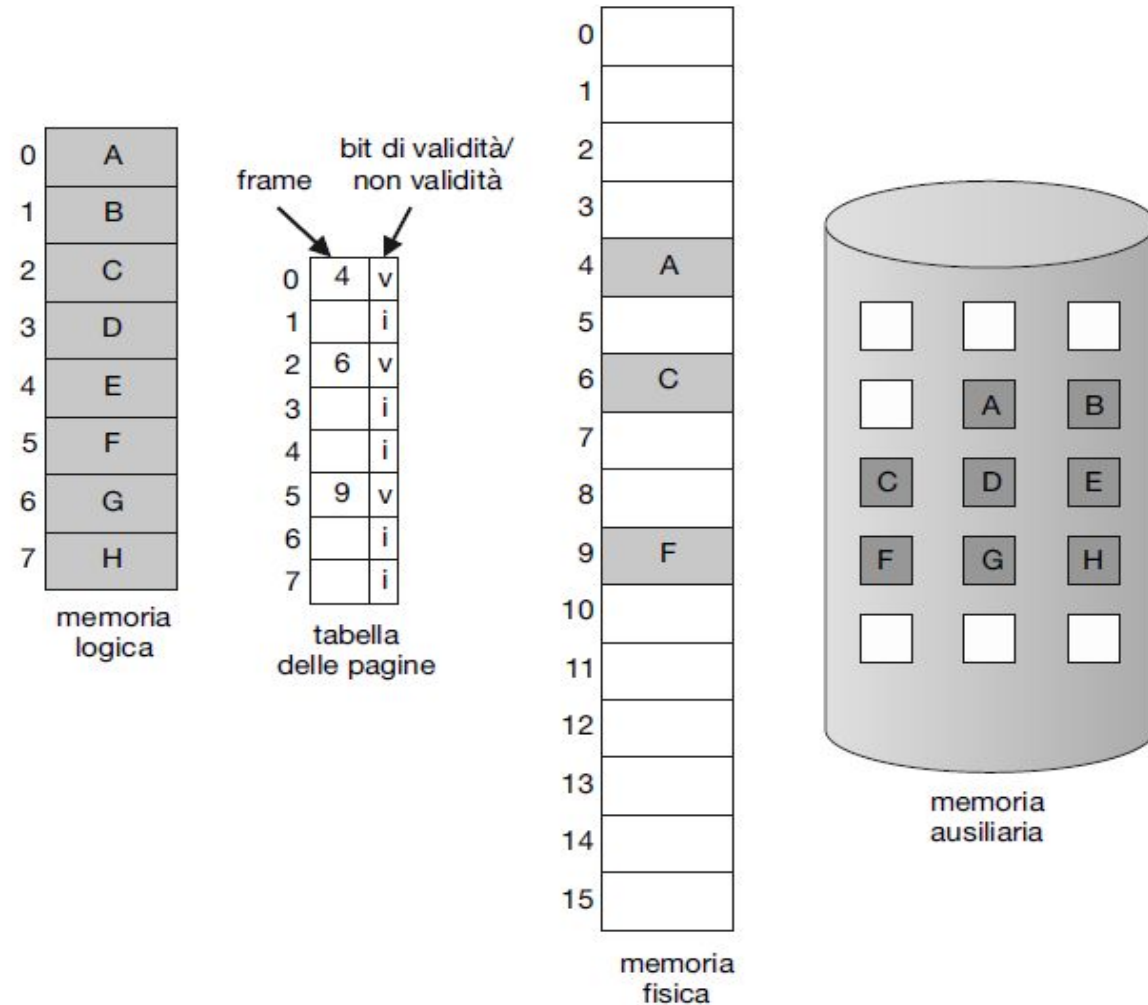 0 A
1 B
2 C
3 D
4 E
5 F
6 G
7 H
memoria
logica
frame
bit di validità/
non validità
0 4 v
1 i
2 6 v
3 i
4 i
5 9 v
6 i
7 i
tabella
delle pagine
0
1
2
3
4 A
5
6 C
7
8
9 F
10
11
12
13
14
15
memoria
fisica
A B
C D E
F G H
memoria
ausiliaria